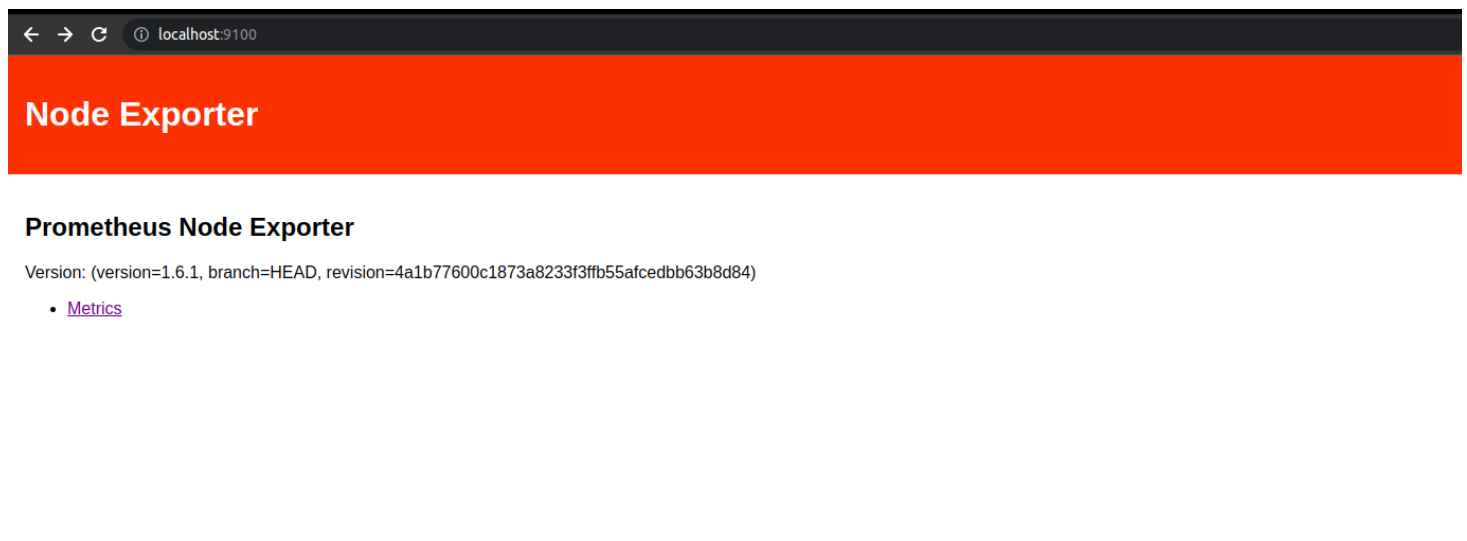 localhost:9100
Node Exporter
Prometheus Node Exporter
Version: (version=1.6.1, branch=HEAD, revision=4a1b77600c1873a8233f3ffb55afcedbb63b8d84)
Metrics